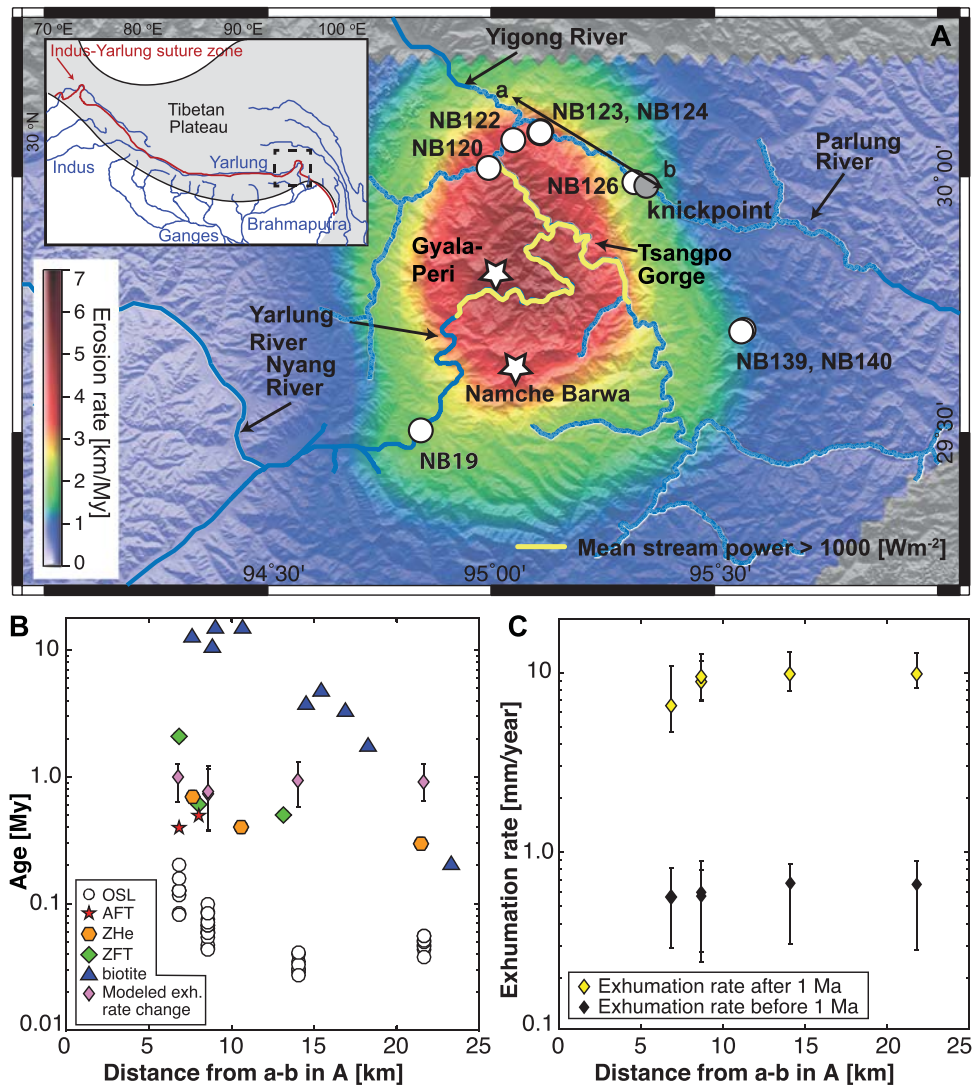 A
70 ºE
80 ºE
90 ºE
100 ºE
30 ºN
Indus-Yarlung suture zone
Tibetan
Plateau
Indus
Yarlung
Ganges
Brahmaputra
Yigong River
a
NB123, NB124
NB122
NB120
NB126
b
knickpoint
Parlung
River
30˚00'
Gyala-
Peri
Tsangpo
Gorge
Yarlung
River
Nyang
River
Namche Barwa
NB139, NB140
NB19
29˚30'
Erosion rate [km/My]
7
6
5
4
3
2
1
0
Mean stream power > 1000 [Wm-2]
94˚30'
95˚00'
95˚30'
B
Age [My]
10
1.0
0.1
0.01
OSL
AFT
ZHe
ZFT
biotite
Modeled exh.
rate change
0
5
10
15
20
25
Distance from a-b in A [km]
C
Exhumation rate [mm/year]
10
1.0
0.1
Exhumation rate after 1 Ma
Exhumation rate before 1 Ma
0
5
10
15
20
25
Distance from a-b in A [km]